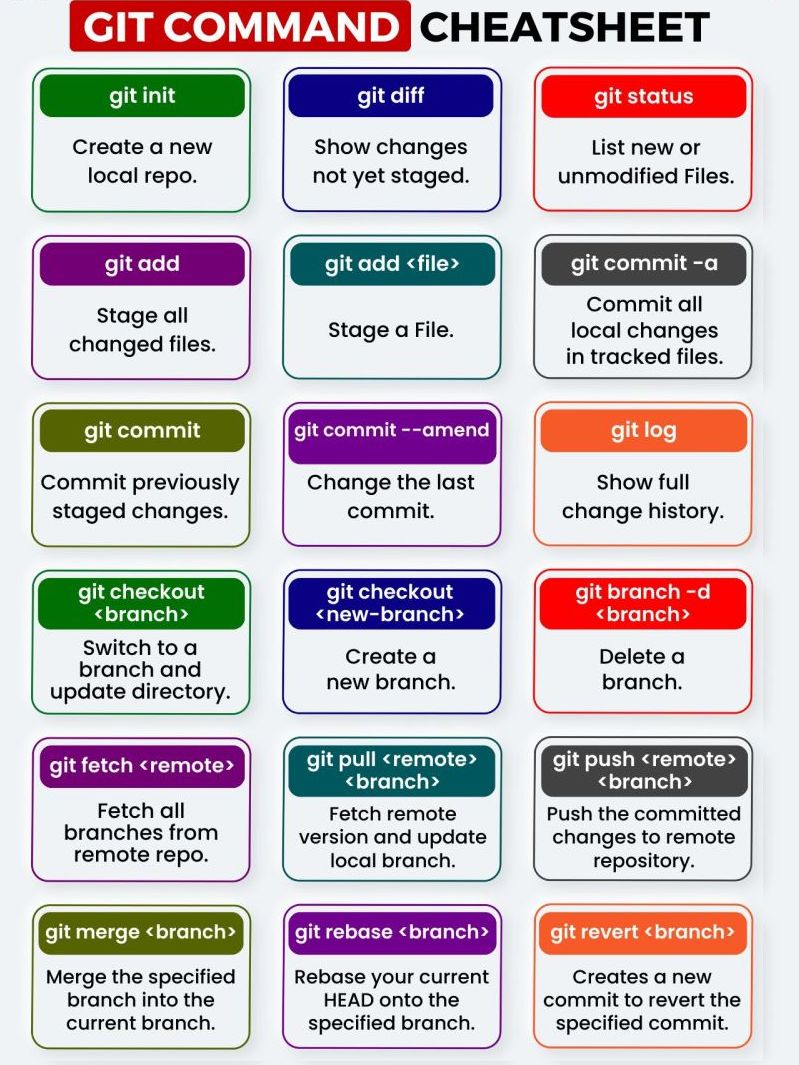 GIT COMMAND CHEATSHEET
git init
Create a new
local repo.
git diff
Show changes
not yet staged.
git status
List new or
unmodified Files.
git add
Stage all
changed files.
git add <file>
Stage a File.
git commit -a
Commit all
local changes
in tracked files.
git commit
Commit previously
staged changes.
git commit --amend
Change the last
commit.
git log
Show full
change history.
git checkout
<branch>
Switch to a
branch and
update directory.
git checkout
<new-branch>
Create a
new branch.
git branch -d
<branch>
Delete a
branch.
git fetch <remote>
Fetch all
branches from
remote repo.
git pull <remote>
<branch>
Fetch remote
version and update
local branch.
git push <remote>
<branch>
Push the committed
changes to remote
repository.
git merge <branch>
Merge the specified
branch into the
current branch.
git rebase <branch>
Rebase your current
HEAD onto the
specified branch.
git revert <branch>
Creates a new
commit to revert the
specified commit.